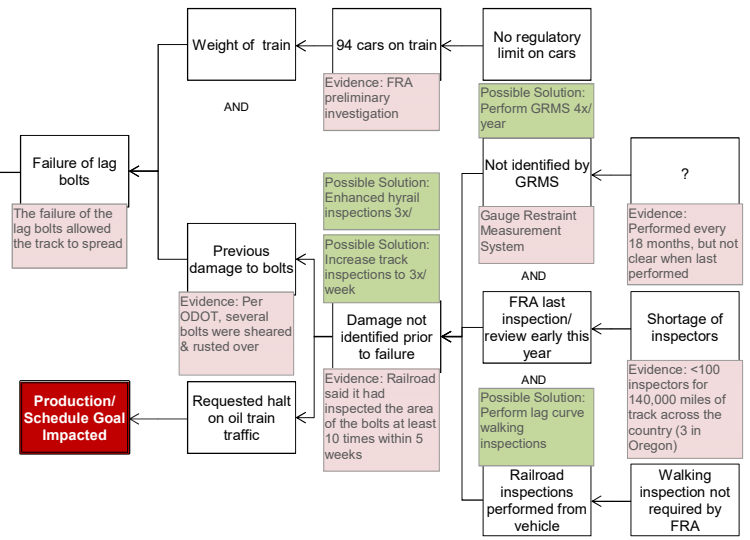 Weight of  train
94 cars on train
No regulatory
limit on cars
Evidence: FRA
preliminary
investigation
AND
Possible Solution:
Perform GRMS 4x/
year
Failure of lag
bolts
The failure of the
lag bolts allowed
the track to spread
Not identified by
GRMS
?
Possible Solution:
Enhanced hyrail
inspections 3x/
Gauge Restraint
Measurement
System
Evidence:
Performed every
18 months, but not
clear when last
performed
Previous
damage to bolts
Possible Solution:
Increase track
inspections to 3x/
week
AND
Evidence: Per
ODOT, several
bolts were sheared
& rusted over
Damage not
identified prior
to failure
FRA last
inspection/
review early this
year
Shortage of
inspectors
Evidence: Railroad
said it had
inspected the area
of the bolts at least
10 times within 5
weeks
AND
Evidence: <100
inspectors for
140,000 miles of
track across the
country (3 in
Oregon)
Production/
Schedule Goal
Impacted
Requested halt
on oil train
traffic
Possible Solution:
Perform lag curve
walking
inspections
Railroad
inspections
performed from
vehicle
Walking
inspection not
required by
FRA